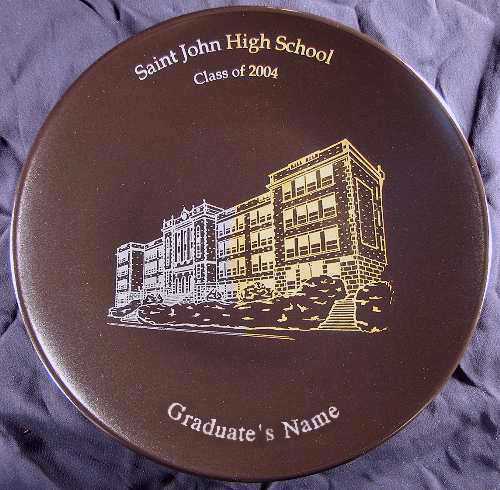 Saint John High School
Class of 2004
Graduate's Name